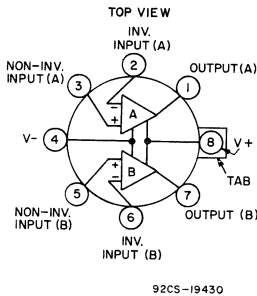 TOP VIEW
INV.
INPUT (A)
NON-INV.
INPUT (A)
OUTPUT (A)
2
3
1
−
+
A
V-
4
8
V+
+
−
B
TAB
5
7
6
NON-INV.
INPUT (B)
OUTPUT (B)
INV.
INPUT (B)
92CS-19430